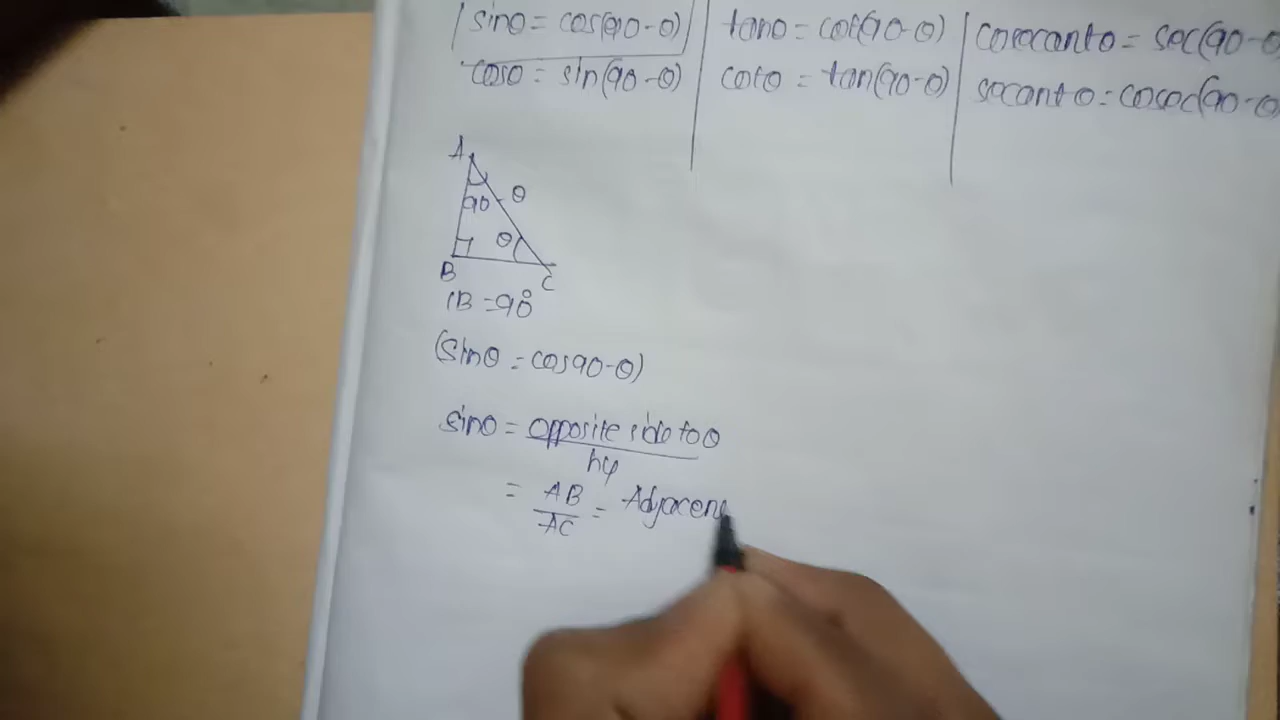 sinθ = cos(90-θ)
cosθ = sin(90-θ)
tanθ = cot(90-θ)
cotθ = tan(90-θ)
cosecantθ = sec(90-θ
secantθ = cosec(90-θ
A
90-θ
θ
B
C
∠B = 90°
(sinθ = cos90-θ)
sinθ = opposite side to θ
hy
= AB = Adjacen
AC